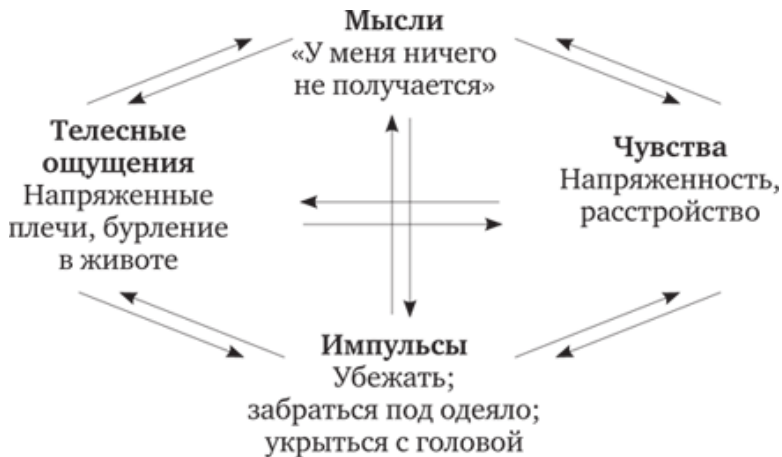 Мысли
«У меня ничего
не получается»
Телесные
ощущения
Напряженные
плечи, бурление
в животе
Чувства
Напряженность,
расстройство
Импульсы
Убежать;
забраться под одеяло;
укрыться с головой